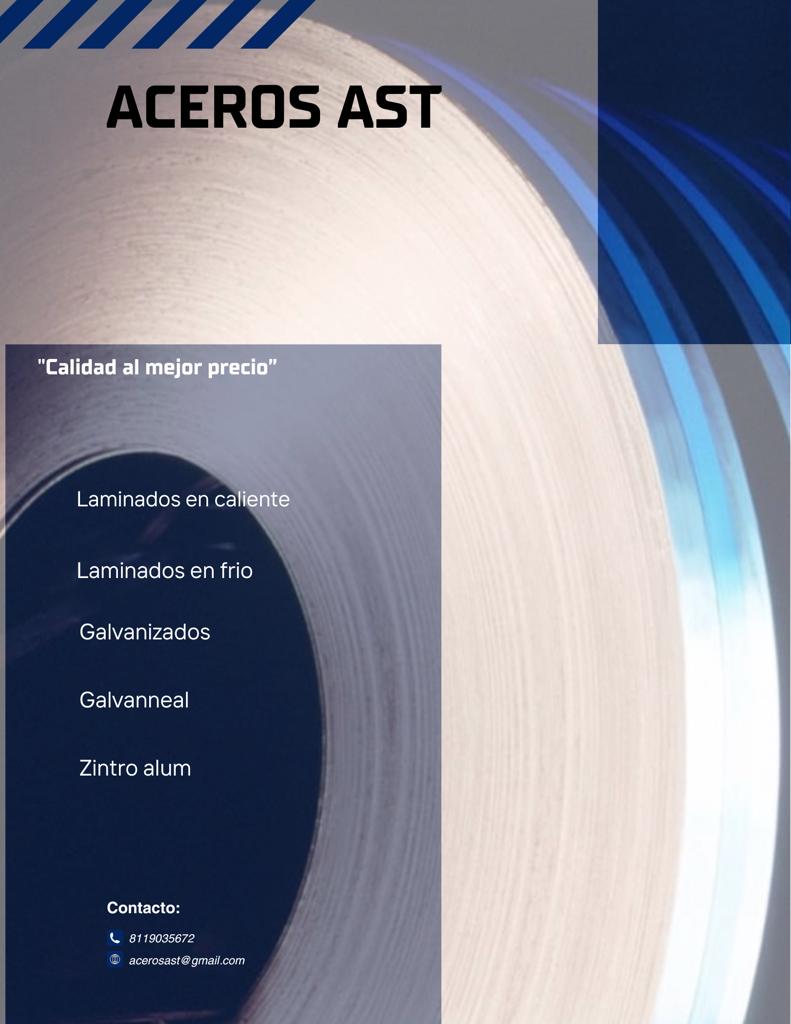 ACEROS AST
"Calidad al mejor precio”
Laminados en caliente
Laminados en frio
Galvanizados
Galvanneal
Zintro alum
Contacto:
8119035672
acerosast@gmail.com